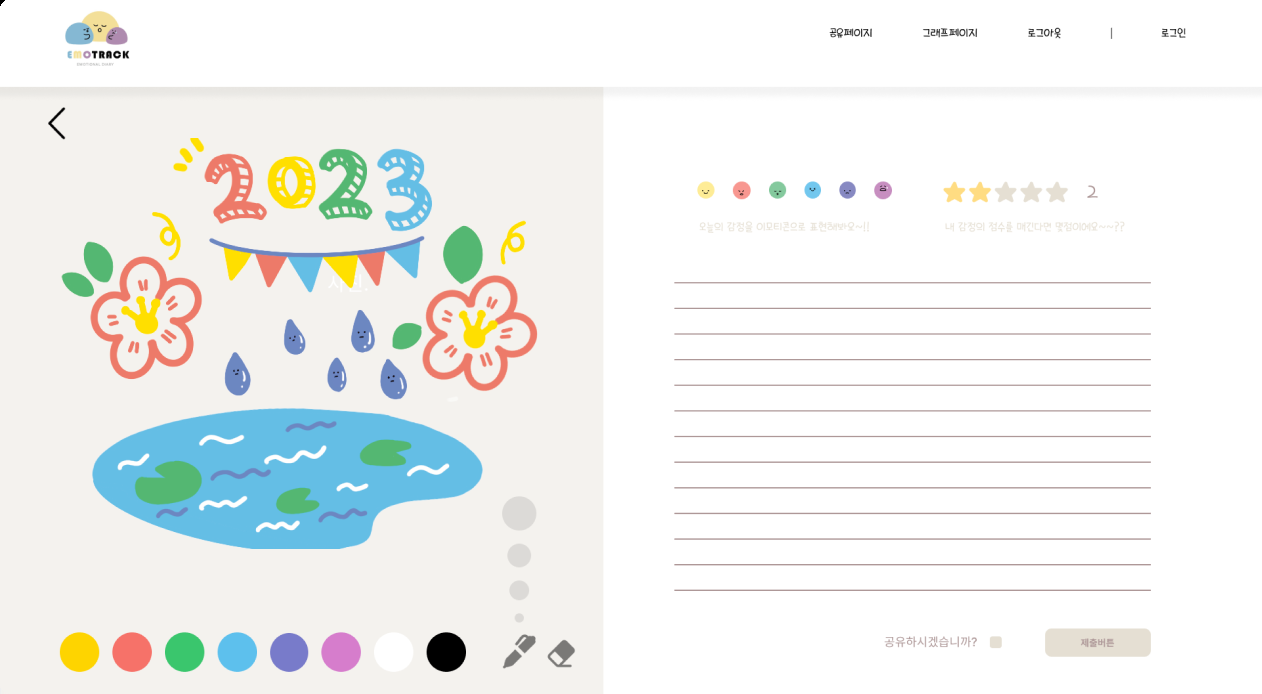 EMOTRACK
EMOTIONAL DIARY
공유페이지 그래프페이지 로그아웃 | 로그인
2023
2
오늘의 감정을 이모티콘으로 표현해봐요~!!
내 감정의 점수를 매긴다면 몇점이에요~~??
공유하시겠습니까?
제출버튼